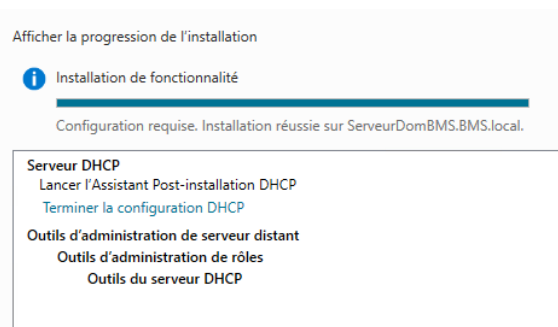 Afficher la progression de l'installation
Installation de fonctionnalité
Configuration requise. Installation réussie sur ServeurDomBMS.BMS.local.
Serveur DHCP
Lancer l'Assistant Post-installation DHCP
Terminer la configuration DHCP
Outils d'administration de serveur distant
Outils d'administration de rôles
Outils du serveur DHCP